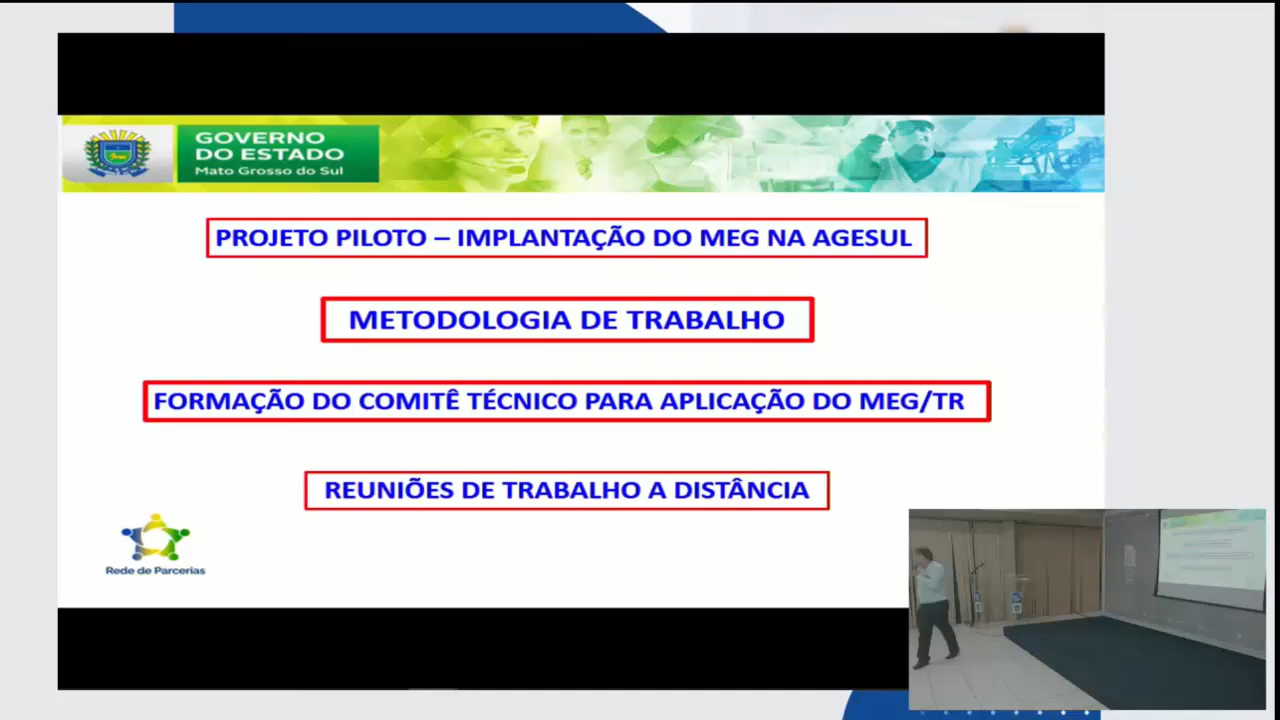 GOVERNO
DO ESTADO
Mato Grosso do Sul
PROJETO PILOTO – IMPLANTAÇÃO DO MEG NA AGESUL
METODOLOGIA DE TRABALHO
FORMAÇÃO DO COMITÊ TÉCNICO PARA APLICAÇÃO DO MEG/TR
REUNIÕES DE TRABALHO A DISTÂNCIA
Rede de Parcerias